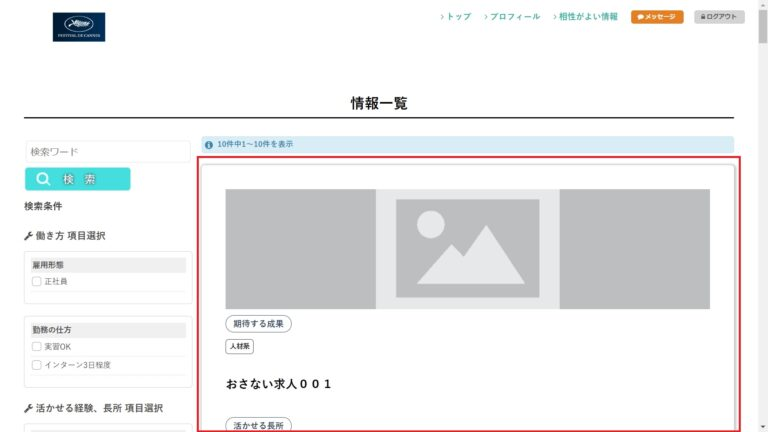 FESTIVAL DE CANNES
トップ
プロフィール
相性がよい情報
メッセージ
ログアウト
情報一覧
検索ワード
検 索
検索条件
働き方 項目選択
雇用形態
正社員
勤務の仕方
実習OK
インターン3日程度
活かせる経験、長所 項目選択
10件中1～10件を表示
期待する成果
人材系
おさない求人００１
活かせる長所